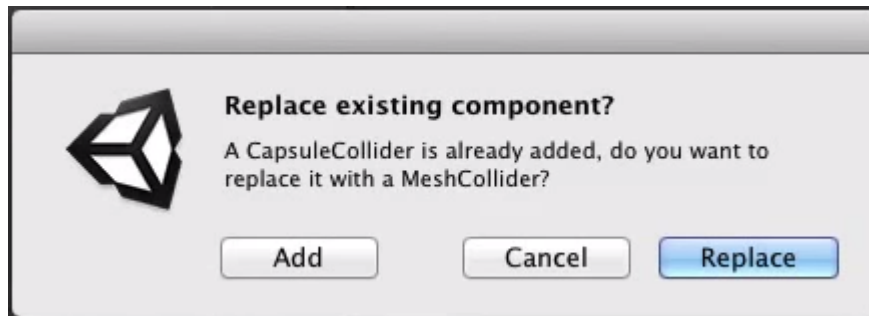 Replace existing component?
A CapsuleCollider is already added, do you want to
replace it with a MeshCollider?
Add Cancel Replace